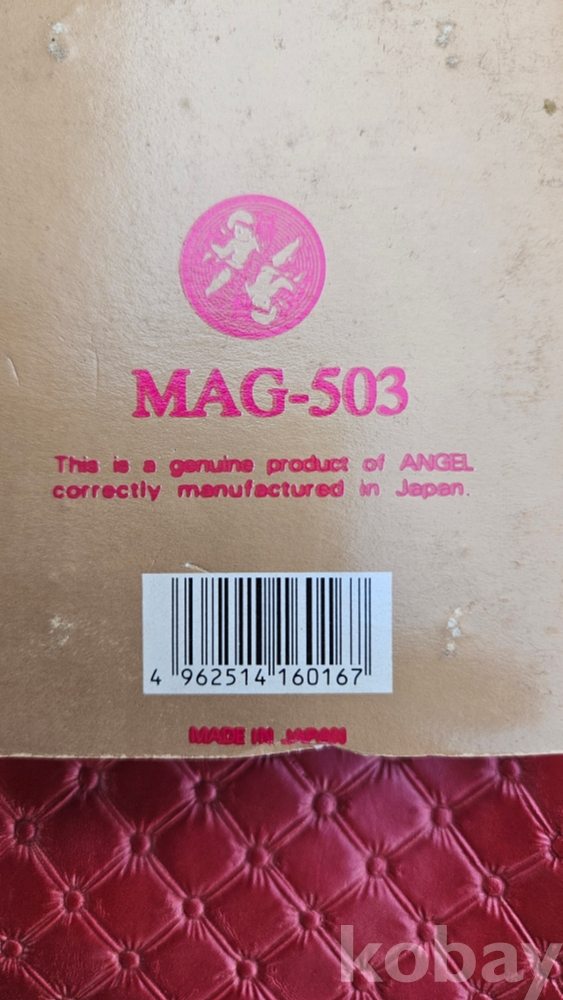 MAG-503
This is a genuine product of ANGEL
correctly manufactured in Japan.
4 962514 160167
MADE IN JAPAN
kobay